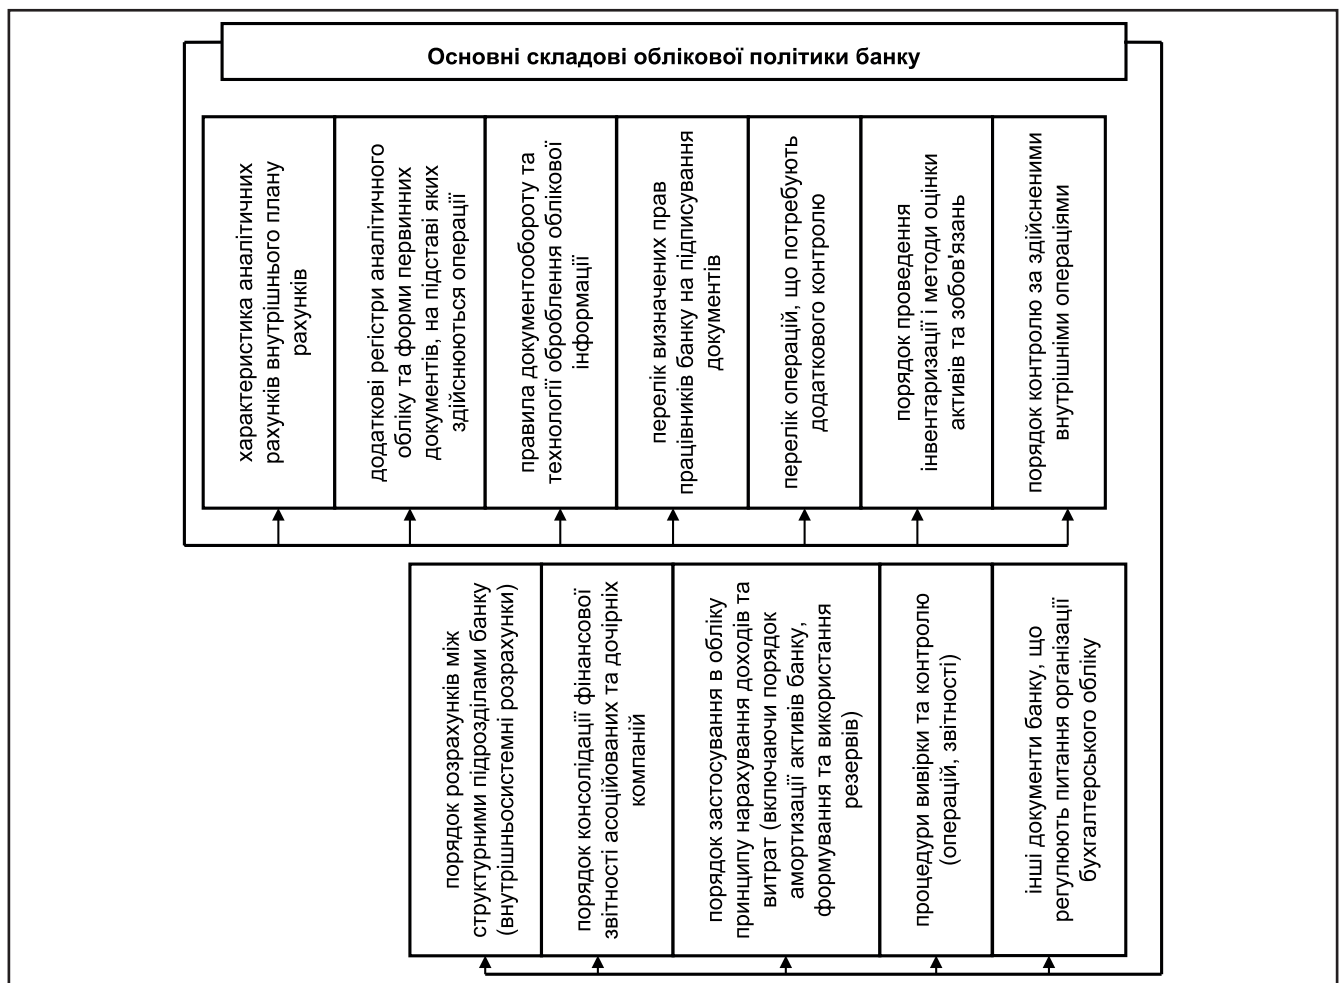 Основні складові облікової політики банку
характеристика аналітичних
рахунків внутрішнього плану
рахунків
додаткові регістри аналітичного
обліку та форми первинних
документів, на підставі яких
здійснюються операції
правила документообороту та
технології оброблення облікової
інформації
перелік визначених прав
працівників банку на підписування
документів
перелік операцій, що потребують
додаткового контролю
порядок проведення
інвентаризації і методи оцінки
активів та зобов'язань
порядок контролю за здійсненими
внутрішніми операціями
порядок розрахунків між
структурними підрозділами банку
(внутрішньосистемні розрахунки)
порядок консолідації фінансової
звітності асоційованих та дочірніх
компаній
порядок застосування в обліку
принципу нарахування доходів та
витрат (включаючи порядок
амортизації активів банку,
формування та використання
резервів)
процедури вивірки та контролю
(операцій, звітності)
інші документи банку, що
регулюють питання організації
бухгалтерського обліку